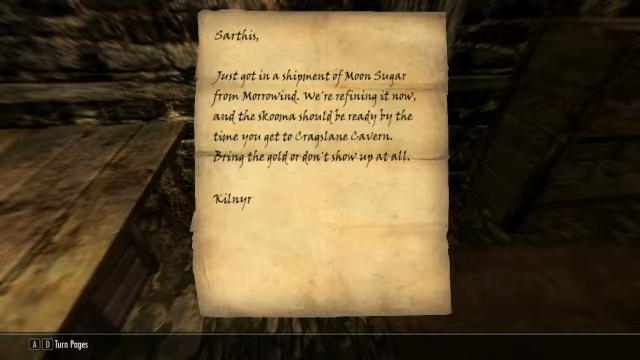 Sarthis,
Just got in a shipment of Moon Sugar
from Morrowind. We're refining it now,
and the skooma should be ready by the
time you get to Cragslane Cavern.
Bring the gold or don't show up at all.
Kilnyr
A D Turn Pages